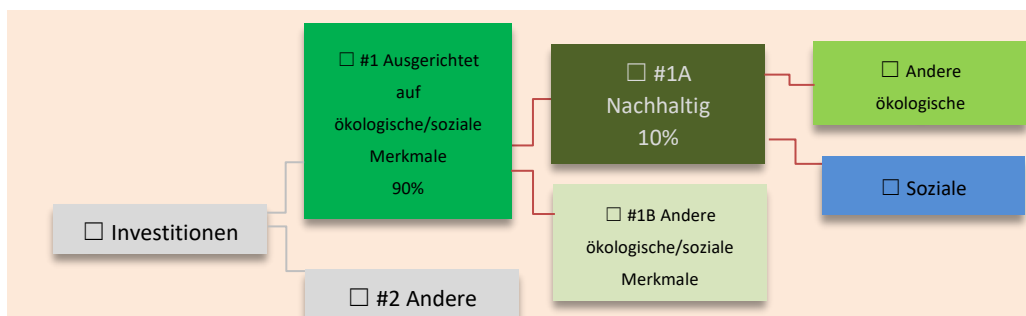 ☐ Investitionen
☐ #1 Ausgerichtet
auf
ökologische/soziale
Merkmale
90%
☐ #2 Andere
☐ #1A
Nachhaltig
10%
☐ #1B Andere
ökologische/soziale
Merkmale
☐ Andere
ökologische
☐ Soziale